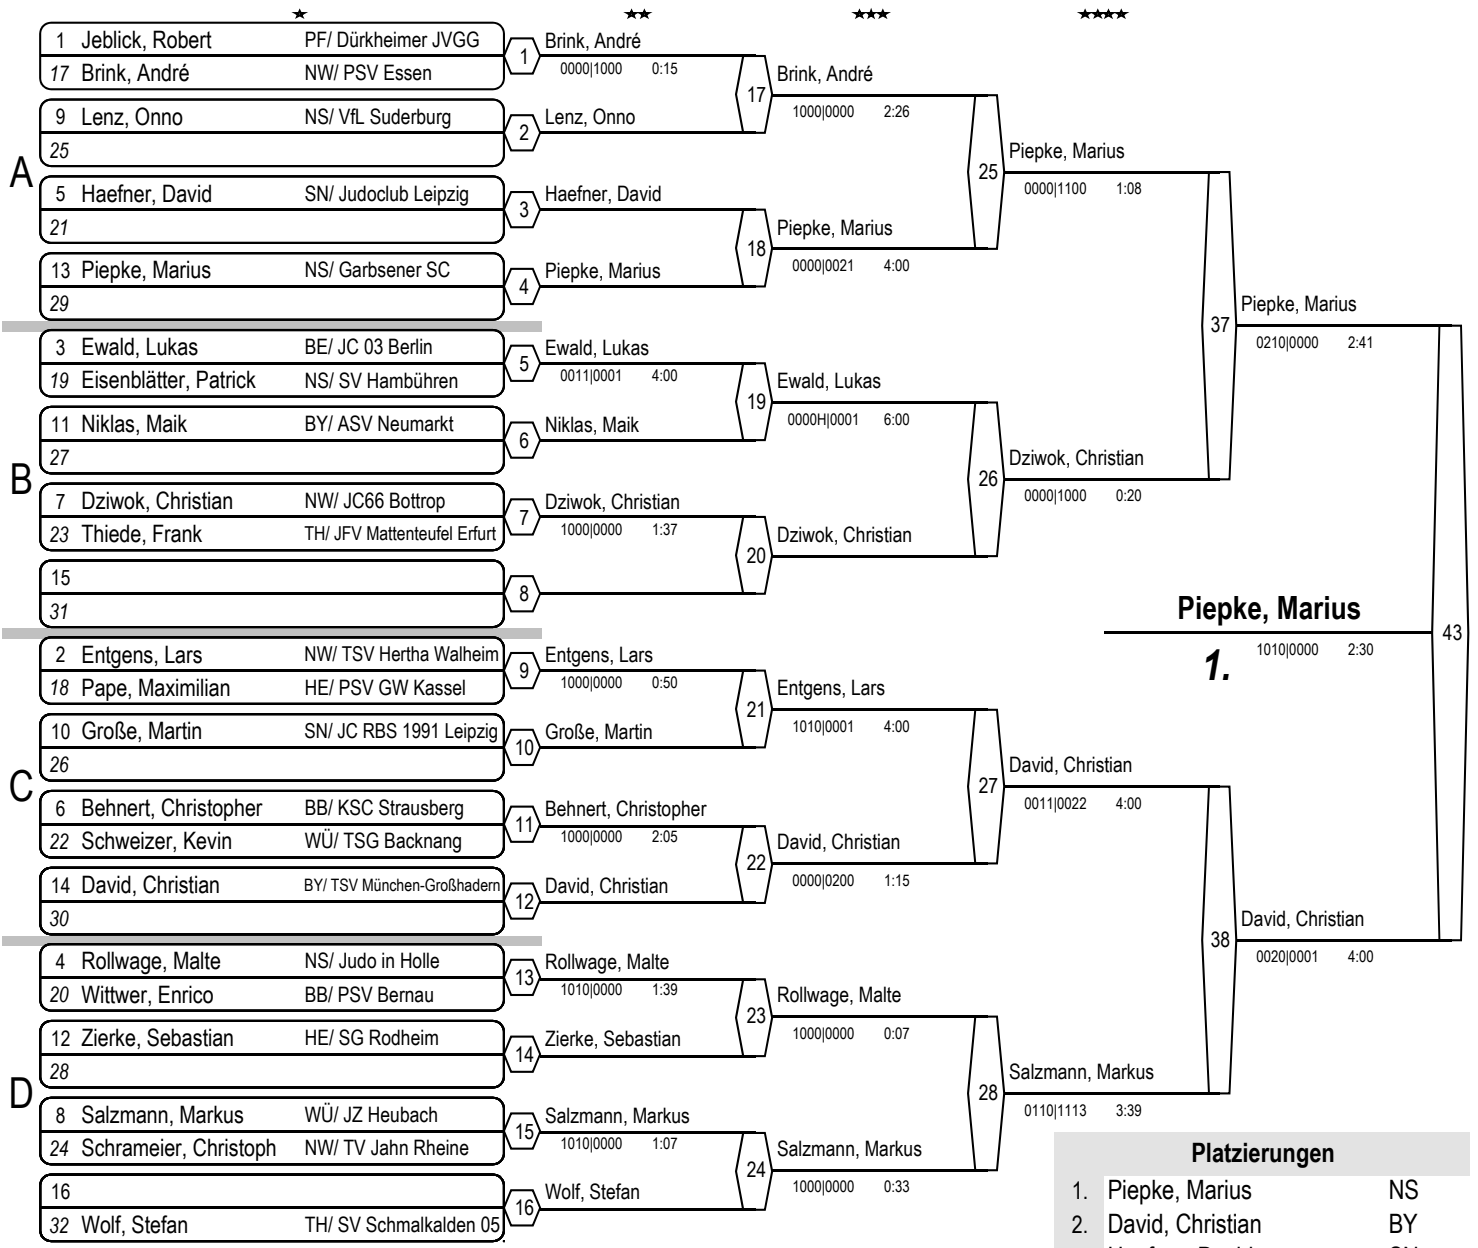 ★ ★★ ★★★ ★★★★
A
1 Jeblick, Robert PF/ Dürkheimer JVGG
17 Brink, André NW/ PSV Essen
9 Lenz, Onno NS/ VfL Suderburg
25
5 Haefner, David SN/ Judoclub Leipzig
21
13 Piepke, Marius NS/ Garbsener SC
29
B
3 Ewald, Lukas BE/ JC 03 Berlin
19 Eisenblätter, Patrick NS/ SV Hambühren
11 Niklas, Maik BY/ ASV Neumarkt
27
7 Dziwok, Christian NW/ JC66 Bottrop
23 Thiede, Frank TH/ JFV Mattenteufel Erfurt
15
31
C
2 Entgens, Lars NW/ TSV Hertha Walheim
18 Pape, Maximilian HE/ PSV GW Kassel
10 Große, Martin SN/ JC RBS 1991 Leipzig
26
6 Behnert, Christopher BB/ KSC Strausberg
22 Schweizer, Kevin WÜ/ TSG Backnang
14 David, Christian BY/ TSV München-Großhadern
30
D
4 Rollwage, Malte NS/ Judo in Holle
20 Wittwer, Enrico BB/ PSV Bernau
12 Zierke, Sebastian HE/ SG Rodheim
28
8 Salzmann, Markus WÜ/ JZ Heubach
24 Schrameier, Christoph NW/ TV Jahn Rheine
16
32 Wolf, Stefan TH/ SV Schmalkalden 05
1 Brink, André
0000|1000 0:15
2 Lenz, Onno
3 Haefner, David
4 Piepke, Marius
5 Ewald, Lukas
0011|0001 4:00
6 Niklas, Maik
7 Dziwok, Christian
1000|0000 1:37
8
9 Entgens, Lars
1000|0000 0:50
10 Große, Martin
11 Behnert, Christopher
1000|0000 2:05
12 David, Christian
13 Rollwage, Malte
1010|0000 1:39
14 Zierke, Sebastian
15 Salzmann, Markus
1010|0000 1:07
16 Wolf, Stefan
17 Brink, André
1000|0000 2:26
18 Piepke, Marius
0000|0021 4:00
19 Ewald, Lukas
0000H|0001 6:00
20 Dziwok, Christian
21 Entgens, Lars
1010|0001 4:00
22 David, Christian
0000|0200 1:15
23 Rollwage, Malte
1000|0000 0:07
24 Salzmann, Markus
1000|0000 0:33
25 Piepke, Marius
0000|1100 1:08
26 Dziwok, Christian
0000|1000 0:20
27 David, Christian
0011|0022 4:00
28 Salzmann, Markus
0110|1113 3:39
37 Piepke, Marius
0210|0000 2:41
38 David, Christian
0020|0001 4:00
43 Piepke, Marius
1. 1010|0000 2:30
Platzierungen
1. Piepke, Marius NS
2. David, Christian BY